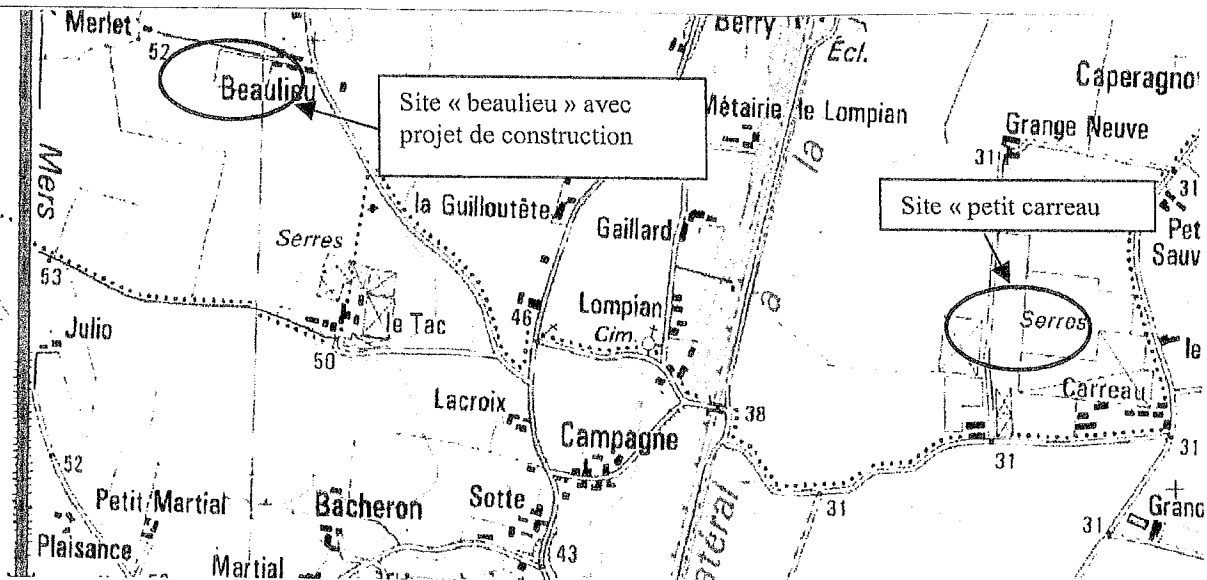 Merlet
52
Beaulieu
Site « beaulieu » avec
projet de construction
Berry
Écl.
Métairie le Lompian
Caperagno
Grange Neuve
31
31
Site « petit carreau
Pet
Sauv
Mers
la Guilloutête
Gaillard
à la
Serres
53
Julio
le Tac
50
46
Lompian
Cim.
Serres
le
Carreau
Lacroix
38
Campagne
31
31
52
Petit Martial
Bacheron
Sotte
31
31
Granc
Plaisance
Martial
43
atéral